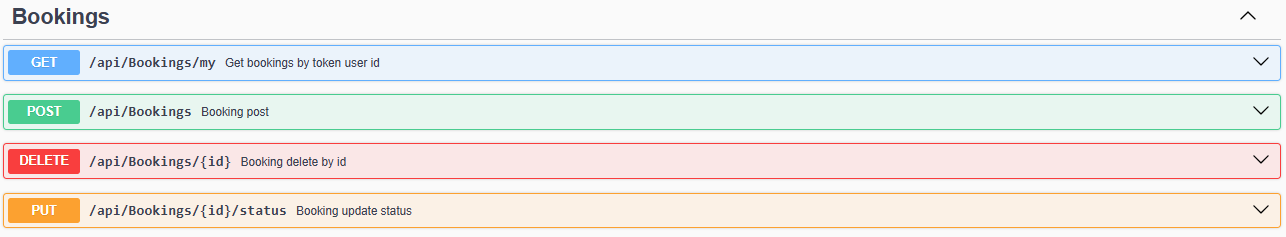 Bookings
GET /api/Bookings/my Get bookings by token user id
POST /api/Bookings Booking post
DELETE /api/Bookings/{id} Booking delete by id
PUT /api/Bookings/{id}/status Booking update status